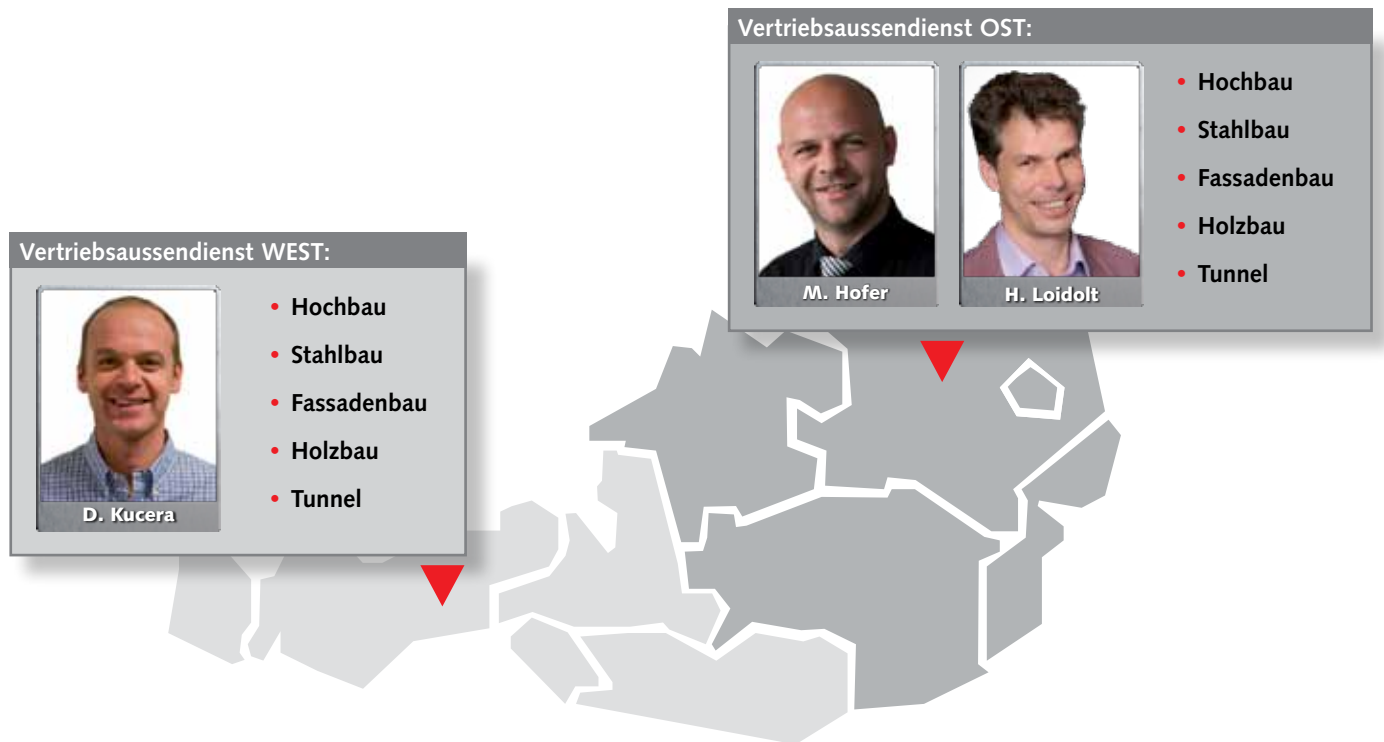 Vertriebsaussendienst OST:
M. Hofer
H. Loidolt
• Hochbau
• Stahlbau
• Fassadenbau
• Holzbau
• Tunnel
Vertriebsaussendienst WEST:
D. Kucera
• Hochbau
• Stahlbau
• Fassadenbau
• Holzbau
• Tunnel